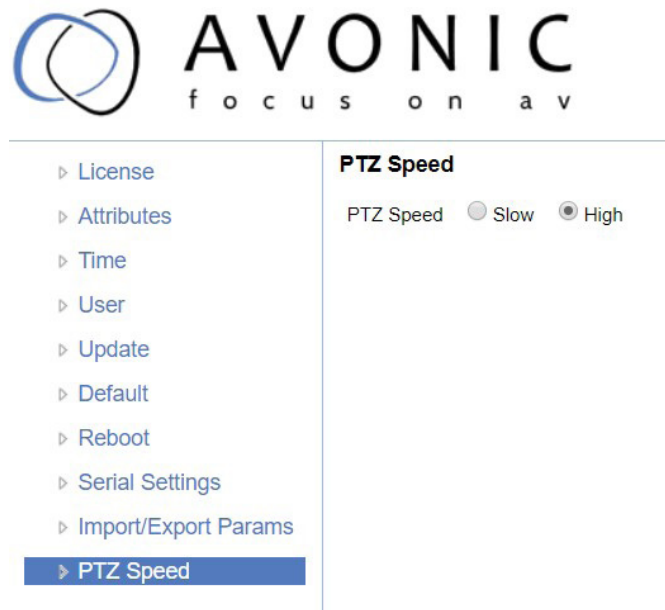 AVONIC
focus on av
License
Attributes
Time
User
Update
Default
Reboot
Serial Settings
Import/Export Params
PTZ Speed
PTZ Speed
PTZ Speed Slow High